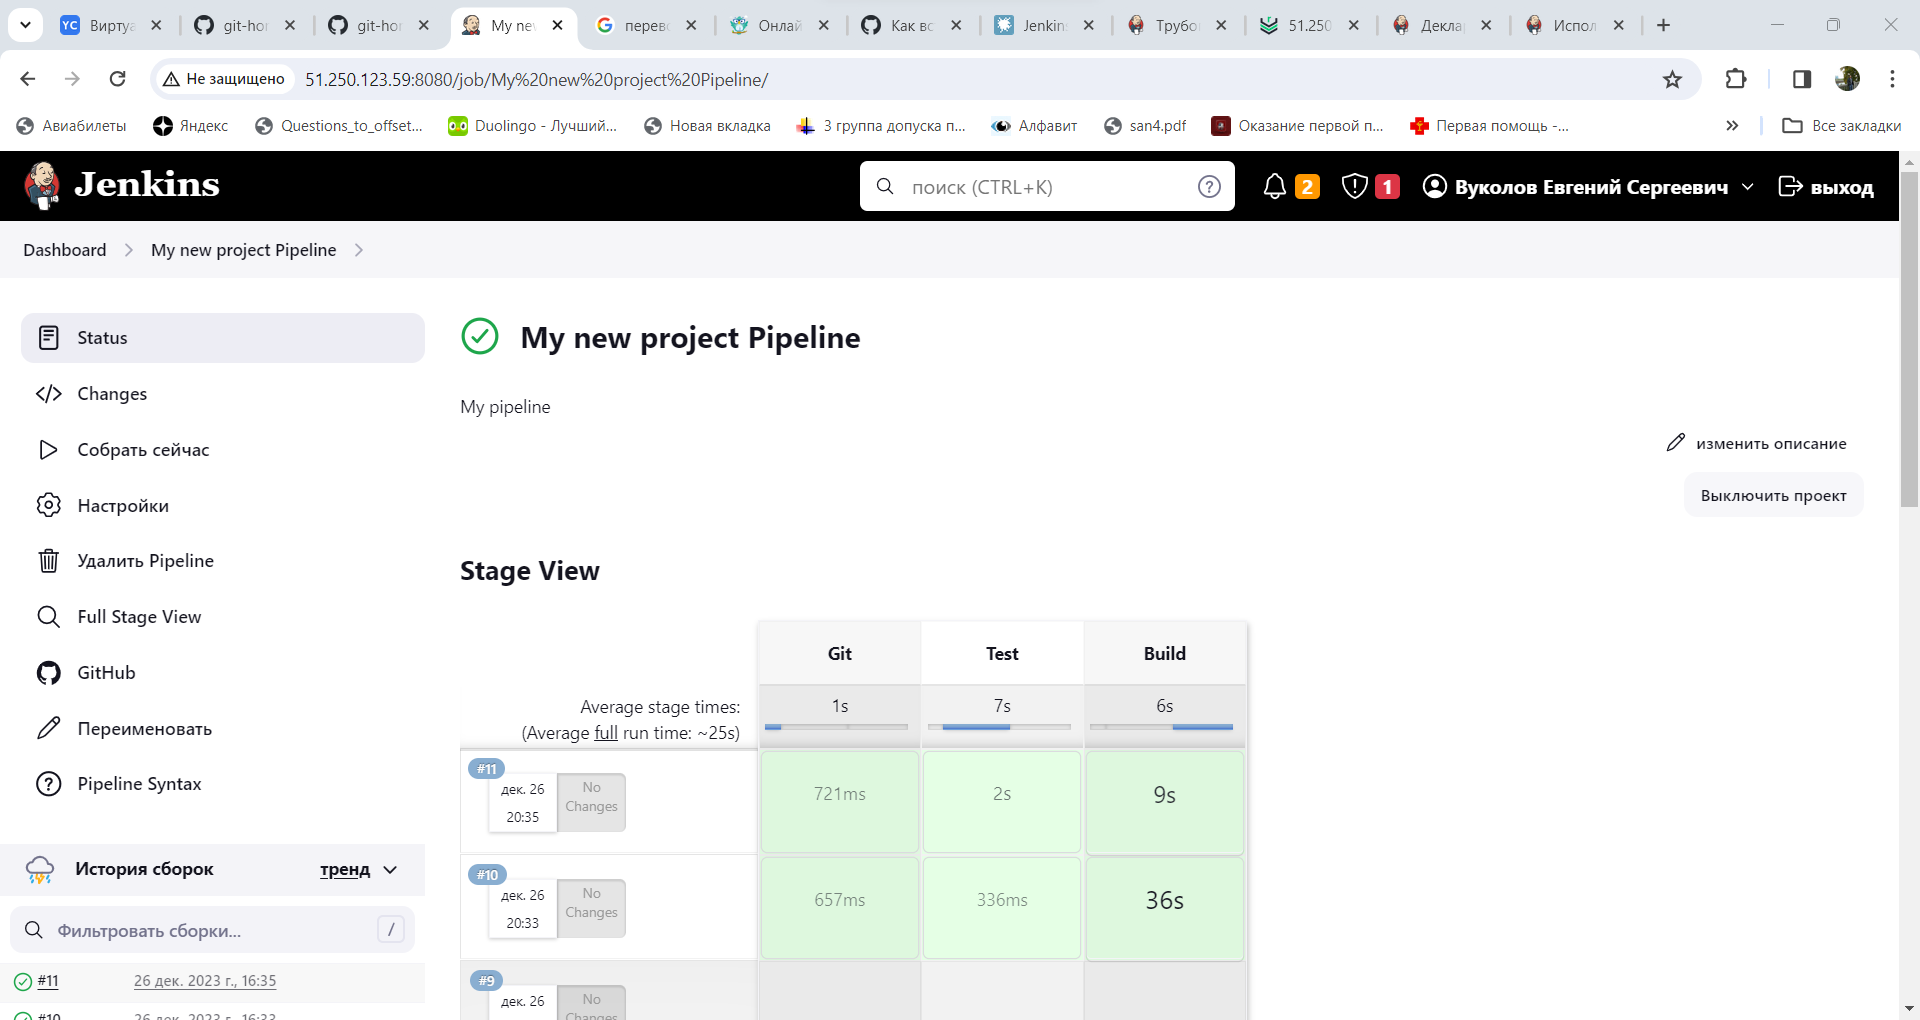 Виртуа
git-hor
git-hor
My ne
перев
Онлай
Как вс
Jenkin
Трубо
51.250
Деклар
Испол
Не защищено
51.250.123.59:8080/job/My%20new%20project%20Pipeline/
Авиабилеты
Яндекс
Questions_to_offset...
Duolingo - Лучший...
Новая вкладка
3 группа допуска п...
Алфавит
san4.pdf
Оказание первой п...
Первая помощь -...
Все закладки
Jenkins
поиск (CTRL+K)
2
1
Вуколов Евгений Сергеевич
выход
Dashboard
My new project Pipeline
Status
Changes
Собрать сейчас
Настройки
Удалить Pipeline
Full Stage View
GitHub
Переименовать
Pipeline Syntax
История сборок
тренд
Фильтровать сборки...
/
#11
26 дек. 2023 г., 16:35
#10
26 дек. 2023 г., 16:33
My new project Pipeline
My pipeline
изменить описание
Выключить проект
Stage View
Git
Test
Build
Average stage times:
(Average full run time: ~25s)
1s
7s
6s
#11
дек. 26
20:35
No
Changes
721ms
2s
9s
#10
дек. 26
20:33
No
Changes
657ms
336ms
36s
#9
дек. 26
No
Changes